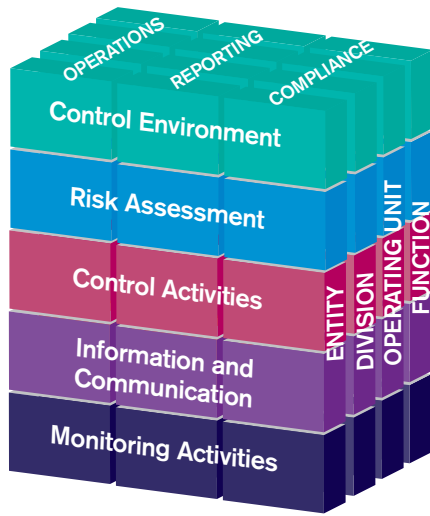 OPERATIONS
REPORTING
COMPLIANCE
Control Environment
Risk Assessment
Control Activities
Information and
Communication
Monitoring Activities
ENTITY
DIVISION
OPERATING UNIT
FUNCTION